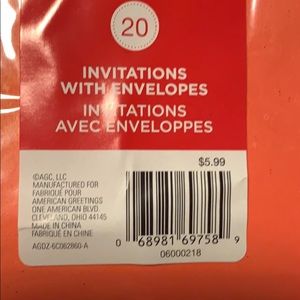 20
INVITATIONS
WITH ENVELOPES
INVITATIONS
AVEC ENVELOPPES
$5.99
©AGC, LLC
MANUFACTURED FOR
FABRIQUÉ POUR
AMERICAN GREETINGS
ONE AMERICAN BLVD.
CLEVELAND, OHIO 44145
MADE IN CHINA
FABRIQUÉ EN CHINE
AGDZ-6C062860-A
0 68981 69758 9
06000218